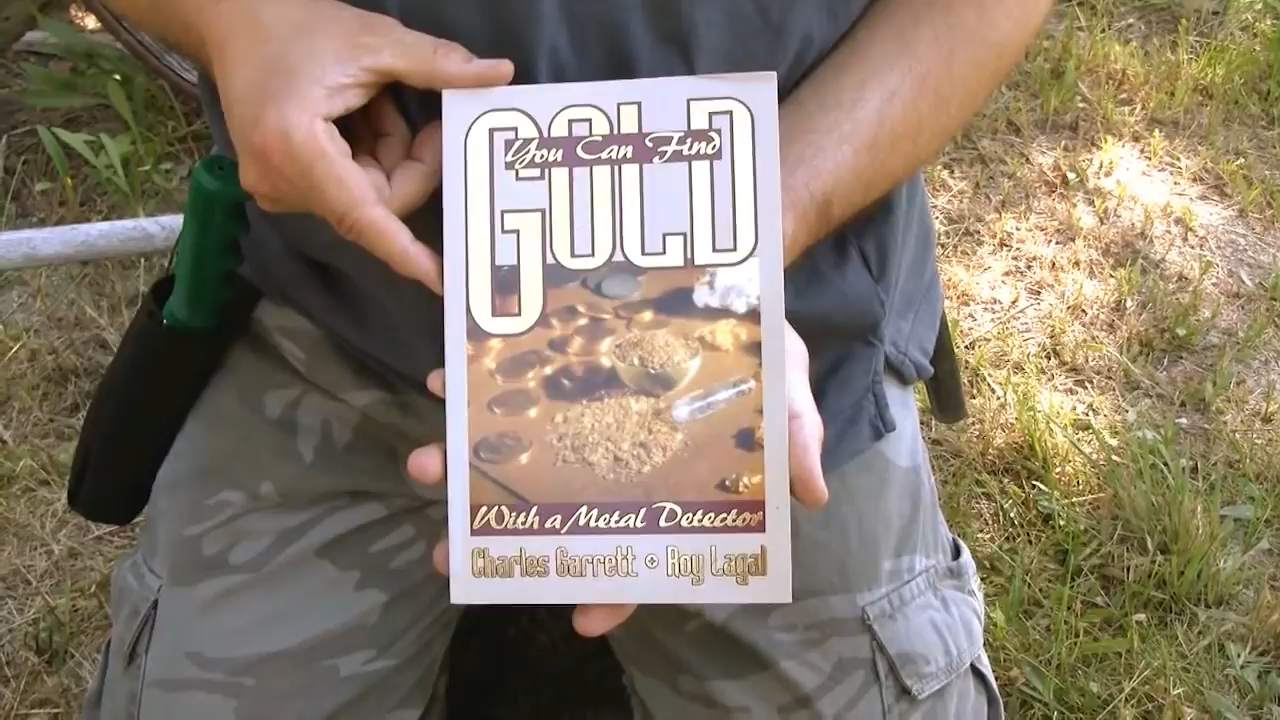 You Can Find
GOLD
With a Metal Detector
Charles Garrett • Roy Lagal